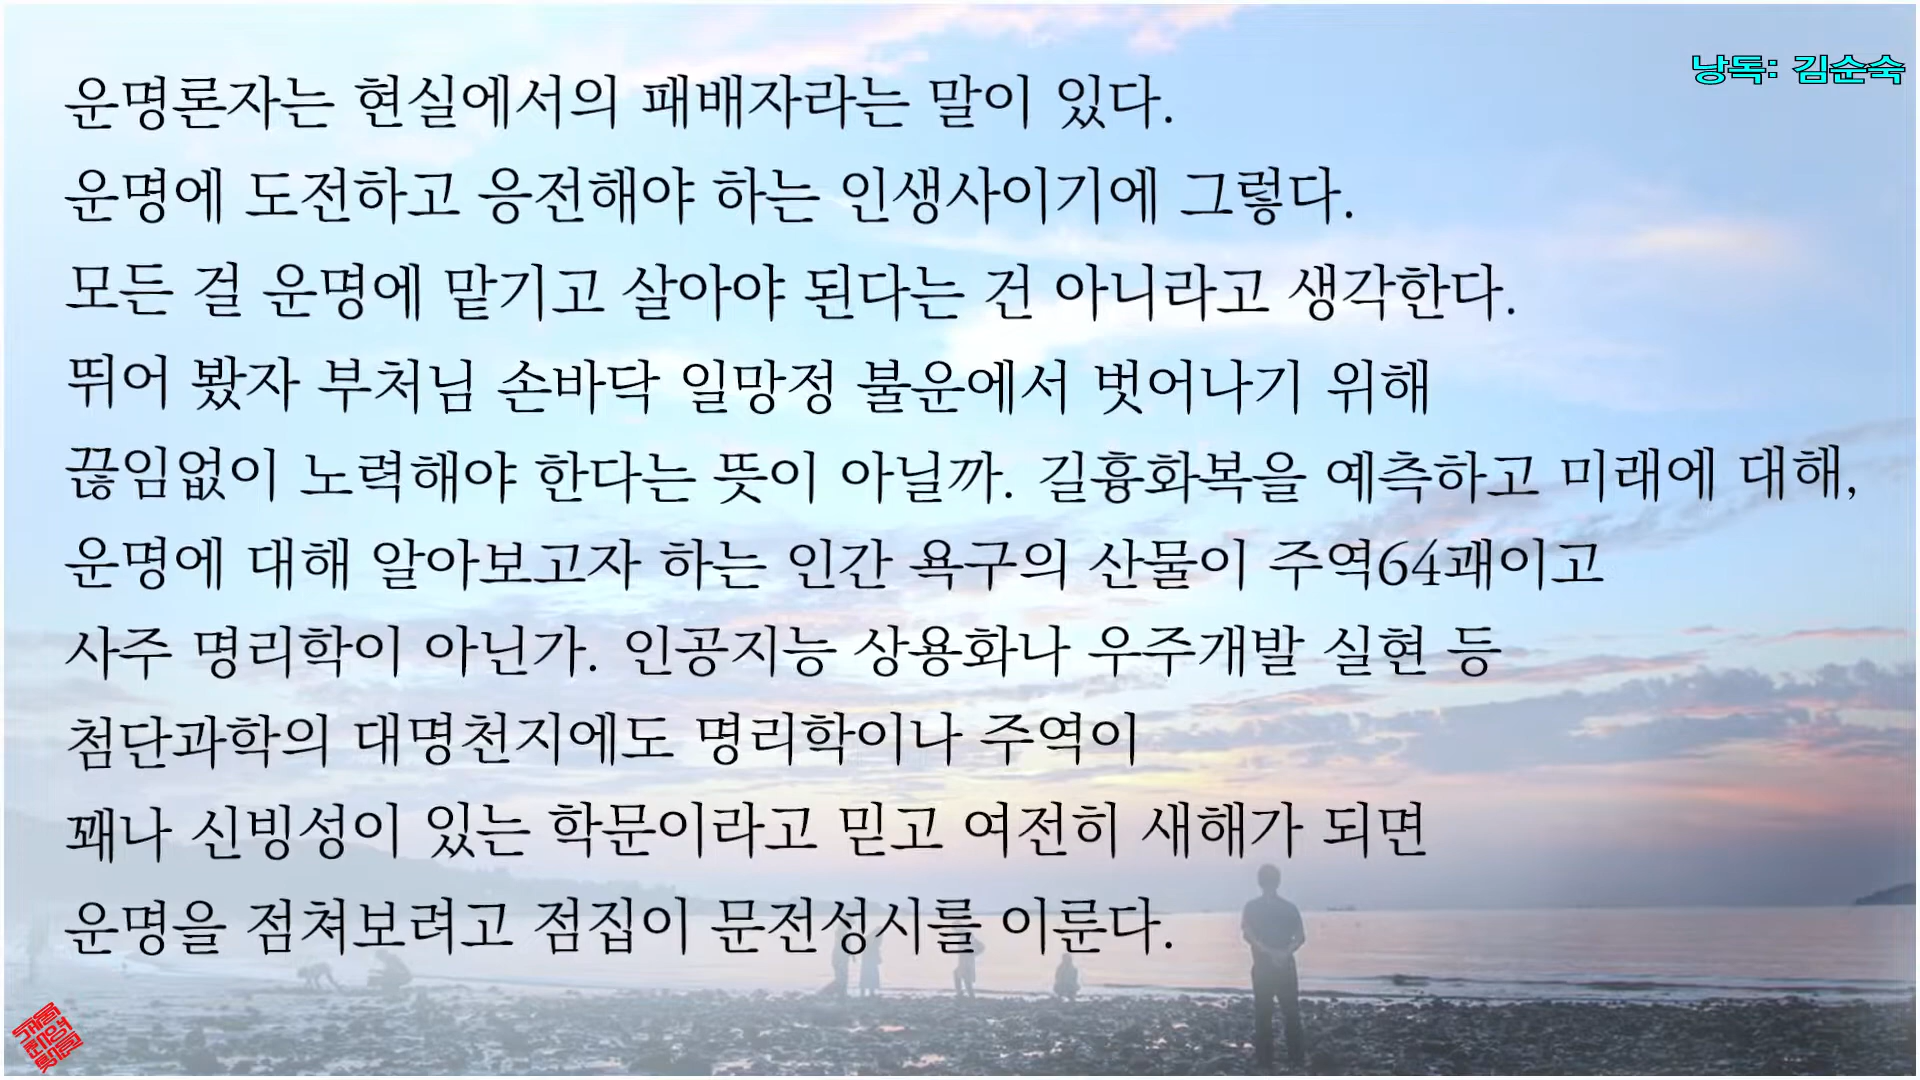 낭독: 김순숙
운명론자는 현실에서의 패배자라는 말이 있다.
운명에 도전하고 응전해야 하는 인생사이기에 그렇다.
모든 걸 운명에 맡기고 살아야 된다는 건 아니라고 생각한다.
뛰어 봤자 부처님 손바닥 일망정 불운에서 벗어나기 위해
끊임없이 노력해야 한다는 뜻이 아닐까. 길흉화복을 예측하고 미래에 대해,
운명에 대해 알아보고자 하는 인간 욕구의 산물이 주역64괘이고
사주 명리학이 아닌가. 인공지능 상용화나 우주개발 실현 등
첨단과학의 대명천지에도 명리학이나 주역이
꽤나 신빙성이 있는 학문이라고 믿고 여전히 새해가 되면
운명을 점쳐보려고 점집이 문전성시를 이룬다.